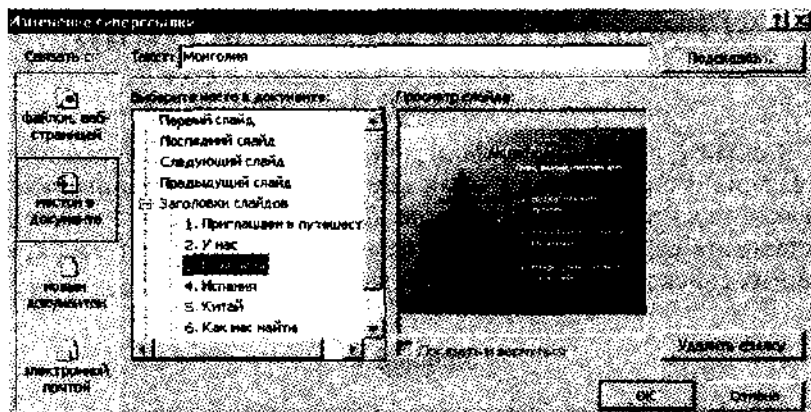 Изменение гиперссылки
Связать с: Текст: Монголия Подсказка...
Выберите место в документе: Просмотр слайда:
файлом, веб-
страницей
Первый слайд
Последний слайд
Следующий слайд
Предыдущий слайд
местом в
документе
Заголовки слайдов
1. Приглашаем в путешест
2. У нас
4. Испания
5. Китай
6. Как нас найти
новым
документом
Показать и вернуться
Удалить ссылку
электронной
почтой
ОК Отмена